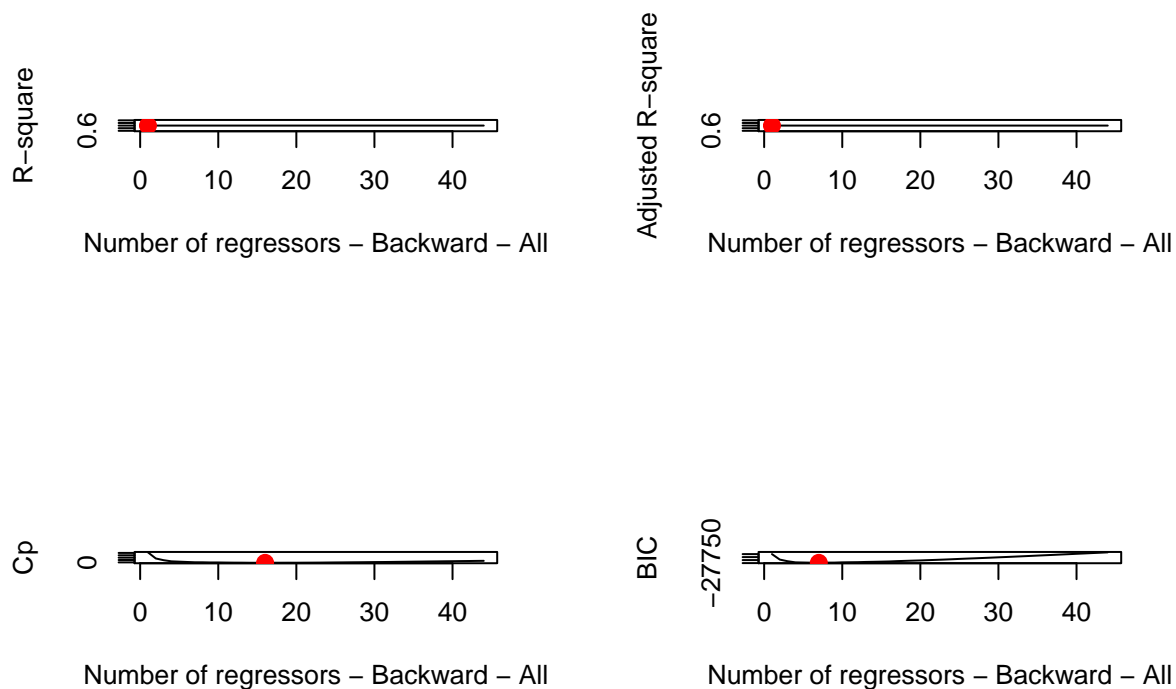 R−square
0.6
0 10 20 30 40
Number of regressors − Backward − All
Adjusted R−square
0.6
0 10 20 30 40
Number of regressors − Backward − All
Cp
0
0 10 20 30 40
Number of regressors − Backward − All
BIC
−27750
0 10 20 30 40
Number of regressors − Backward − All